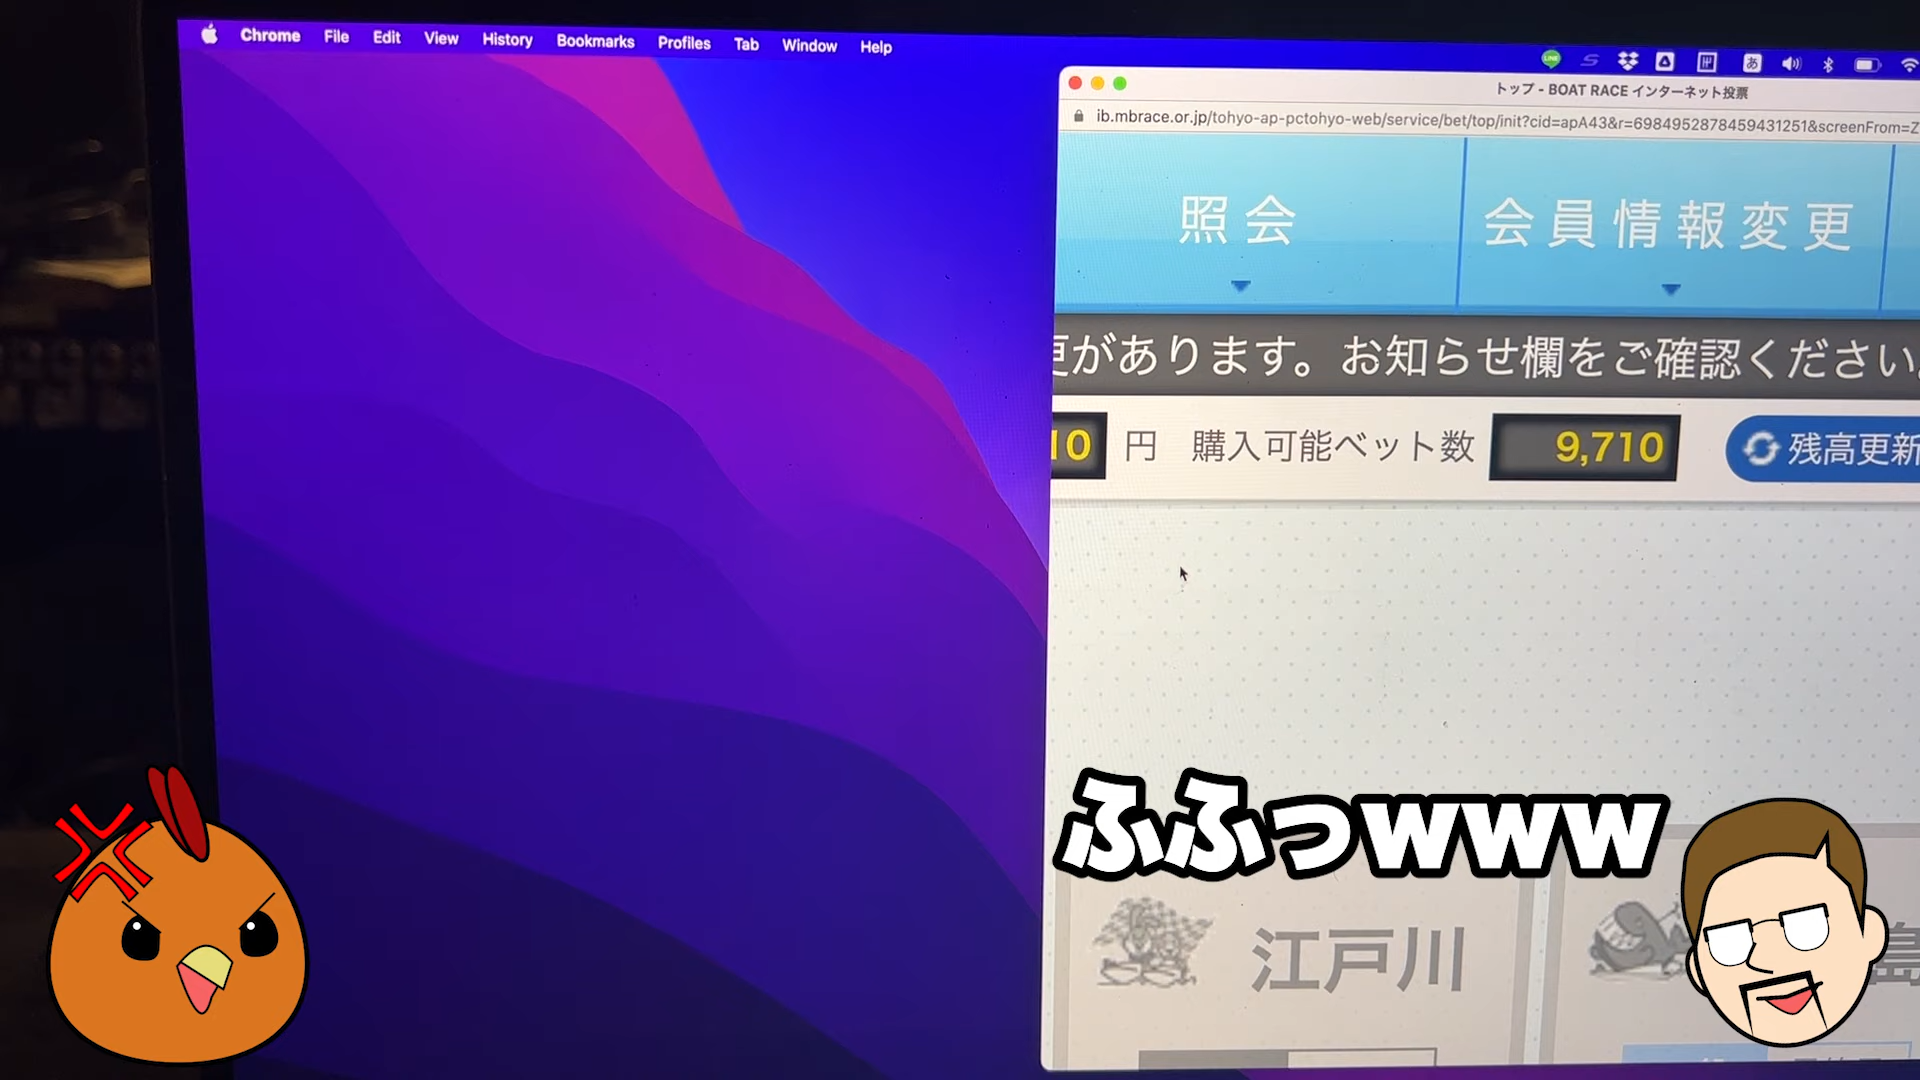 Chrome File Edit View History Bookmarks Profiles Tab Window Help
LINE
あ
トップ - BOAT RACE インターネット投票
ib.mbrace.or.jp/tohyo-ap-pctohyo-web/service/bet/top/init?cid=apA43&r=6984952878459431251&screenFrom=Z
照会 会員情報変更
更があります。お知らせ欄をご確認ください。
10 円 購入可能ベット数 9,710 残高更新
ふふっwww
江戸川 島